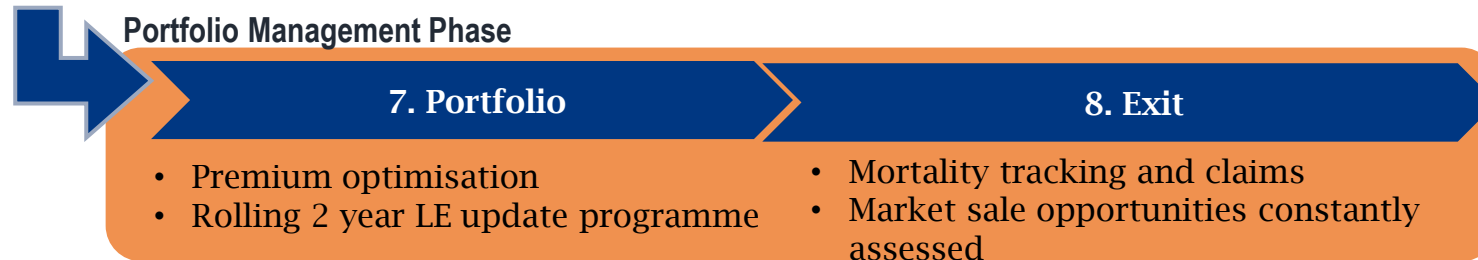 Portfolio Management Phase
7. Portfolio
8. Exit
• Premium optimisation
• Rolling 2 year LE update programme
• Mortality tracking and claims
• Market sale opportunities constantly
assessed